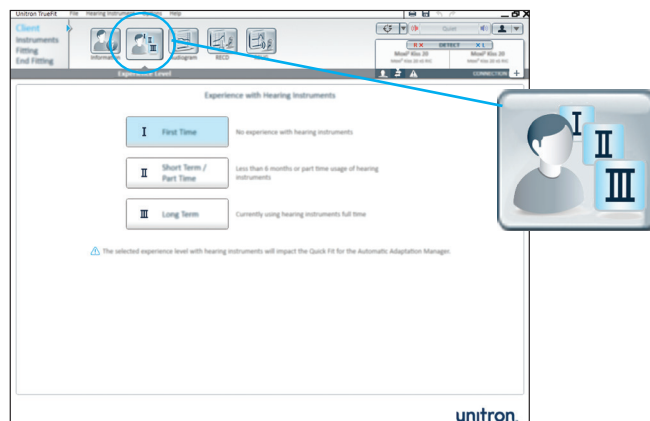 Unitron TrueFit File Hearing Instruments Options Help
Client
Instruments
Fitting
End Fitting
Information
Audiogram
RECD
Quiet
R X DETECT X L
Moxi² Kiss 20 Moxi² Kiss 20
CONNECTION +
Experience Level
Experience with Hearing Instruments
I First Time No experience with hearing instruments
II Short Term / Part Time Less than 6 months or part time usage of hearing instruments
III Long Term Currently using hearing instruments full time
The selected experience level with hearing instruments will impact the Quick Fit for the Automatic Adaptation Manager.
I
II
III
unitron.